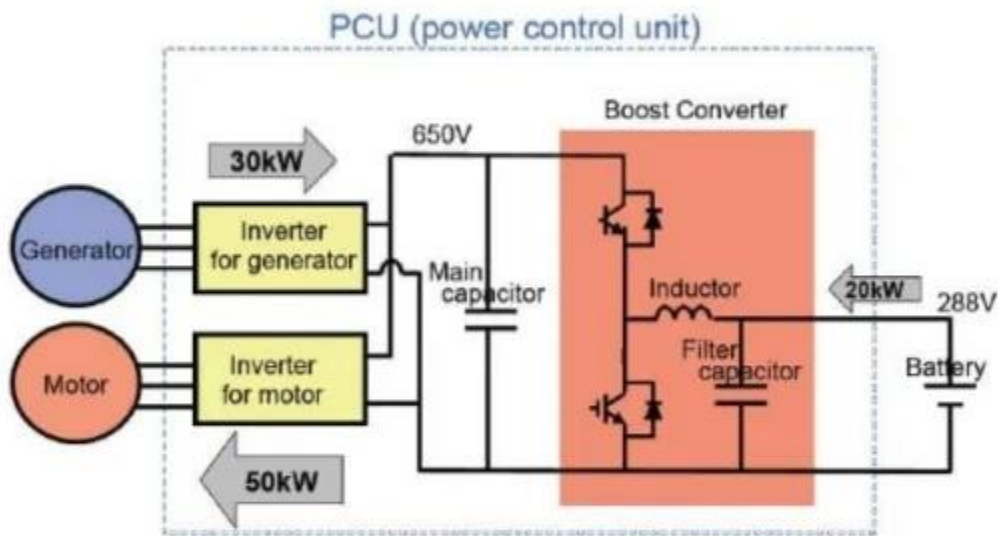 PCU (power control unit)
Boost Converter
650V
30kW
Generator
Inverter
for generator
Main
capacitor
Inductor
20kW
288V
Motor
Inverter
for motor
Filter
capacitor
Battery
50kW